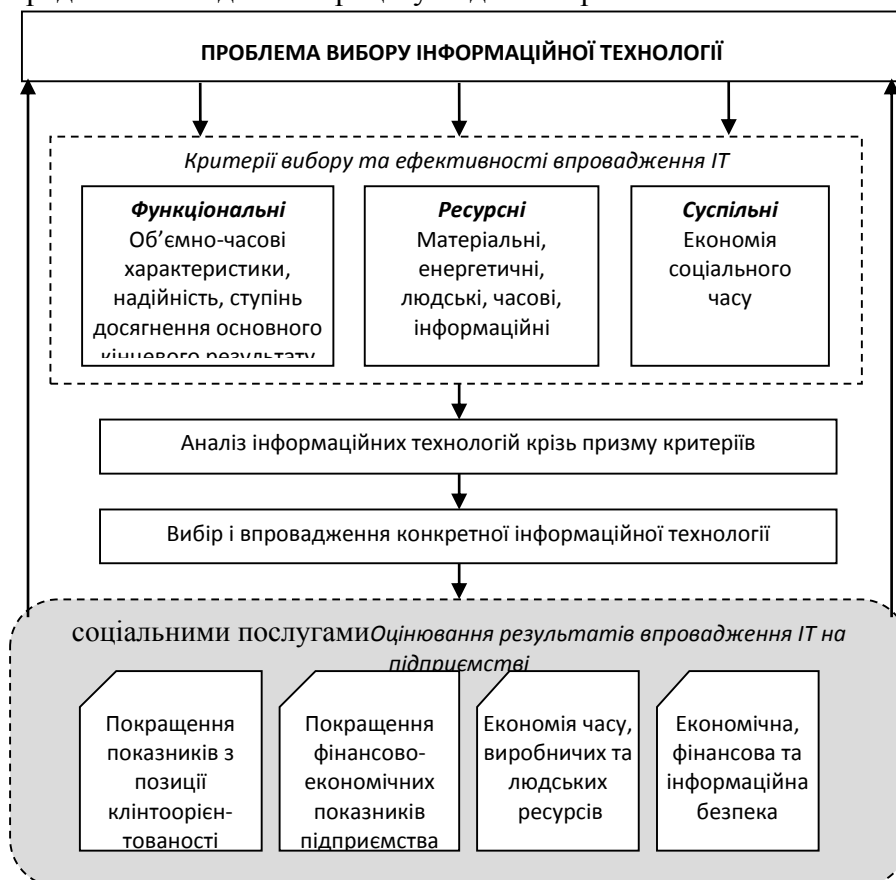 ПРОБЛЕМА ВИБОРУ ІНФОРМАЦІЙНОЇ ТЕХНОЛОГІЇ
Критерії вибору та ефективності впровадження ІТ
Функціональні
Об’ємно-часові
характеристики,
надійність, ступінь
досягнення основного
кінцевого результату
Ресурсні
Матеріальні,
енергетичні,
людські, часові,
інформаційні
Суспільні
Економія
соціального
часу
Аналіз інформаційних технологій крізь призму критеріїв
Вибір і впровадження конкретної інформаційної технології
соціальними послугамиОцінювання результатів впровадження ІТ на
підприємстві
Покращення
показників з
позиції
клінтоорієн-
тованості
Покращення
фінансово-
економічних
показників
підприємства
Економія часу,
виробничих та
людських
ресурсів
Економічна,
фінансова та
інформаційна
безпека